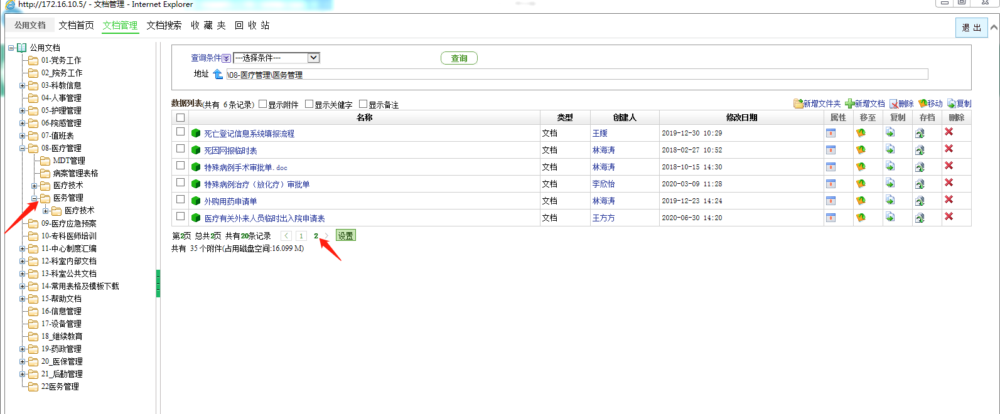 http://172.16.10.5/ - 文档管理 - Internet Explorer
公用文档 文档首页 文档管理 文档搜索 收 藏 夹 回 收 站 退 出
公用文档
01-党务工作
02_院务工作
03-科教信息
04-人事管理
05-护理管理
06-院感管理
07-值班表
08-医疗管理
MDT管理
病案管理表格
医疗技术
医务管理
医疗技术
09-医疗应急预案
10-专科医师培训
11-中心制度汇编
12-科室内部文档
13-科室公共文档
14-常用表格及模板下载
15-帮助文档
16-信息管理
17-设备管理
18_继续教育
19-药政管理
20_医保管理
21_后勤管理
22医务管理
查询条件 ---选择条件--- 查询
地址 \08-医疗管理\医务管理
数据列表(共有 6条记录) 显示附件 显示关健字 显示备注 新增文件夹 新增文档 删除 移动 复制
名称 类型 创建人 修改日期 属性 移至 复制 存档 删除
死亡登记信息系统填报流程 文档 王媛 2019-12-30 10:29
死因网报临时表 文档 林海涛 2018-02-27 10:52
特殊病例手术审批单.doc 文档 林海涛 2018-10-15 14:30
特殊病例治疗（放化疗）审批单 文档 李欣怡 2020-03-09 11:28
外购用药申请单 文档 林海涛 2019-12-23 14:24
医疗有关外来人员临时出入院申请表 文档 王方方 2020-06-30 14:20
第2页 总共2页 共有20条记录 < 1 2 > 设置
共有 35个附件(占用磁盘空间:16.099 M)